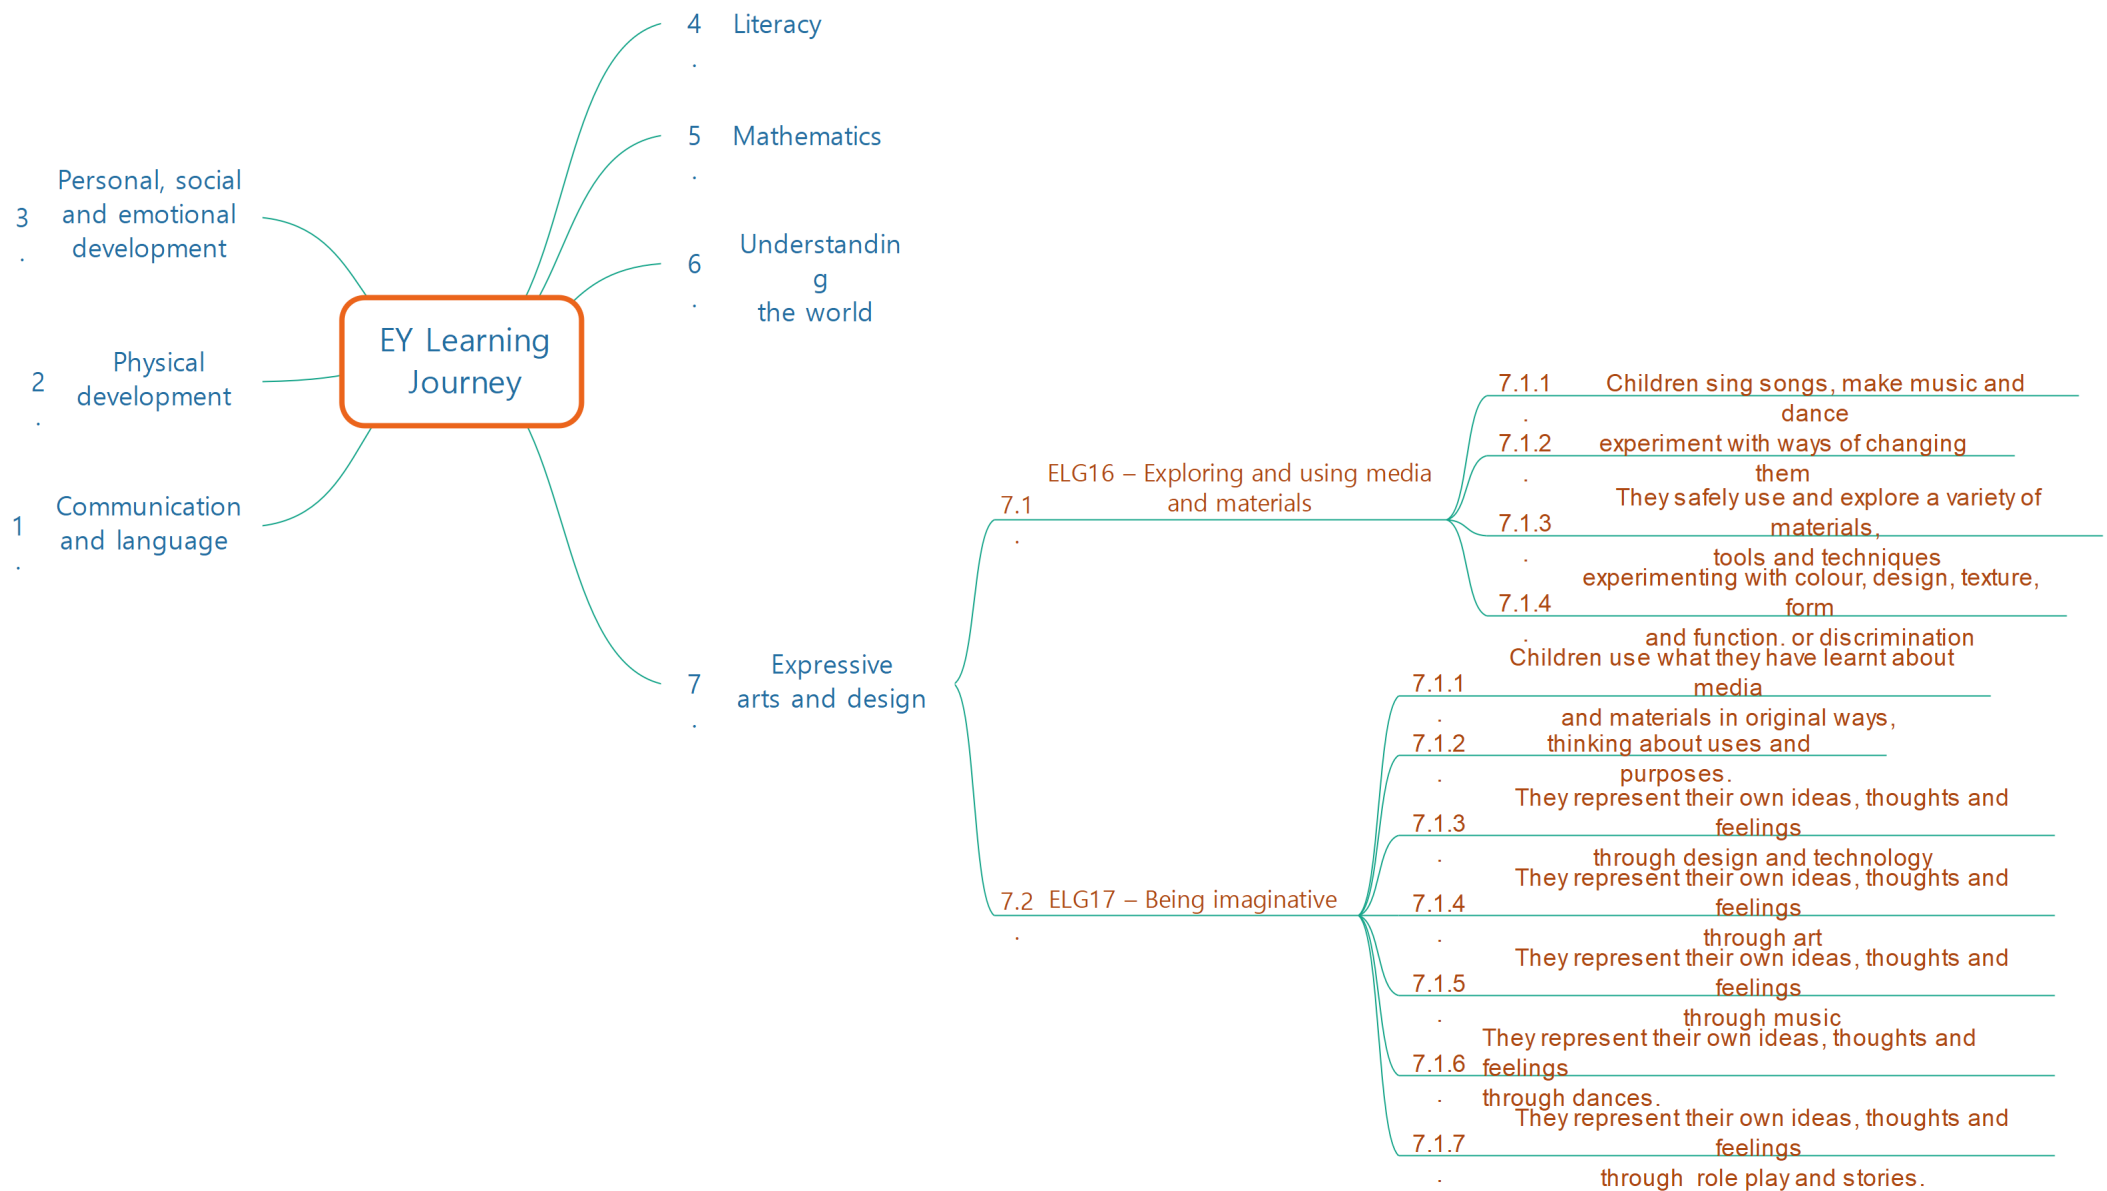 EY Learning
Journey
1.
Communication
and language
2.
Physical
development
3.
Personal, social
and emotional
development
4.
Literacy
5.
Mathematics
6.
Understandin
g
the world
7.
Expressive
arts and design
7.1.
ELG16 – Exploring and using media
and materials
7.1.1.
Children sing songs, make music and
dance
7.1.2.
experiment with ways of changing
them
7.1.3.
They safely use and explore a variety of
materials,
tools and techniques
7.1.4.
experimenting with colour, design, texture,
form
and function. or discrimination
7.2.
ELG17 – Being imaginative
7.1.1.
Children use what they have learnt about
media
and materials in original ways,
7.1.2.
thinking about uses and
purposes.
7.1.3.
They represent their own ideas, thoughts and
feelings
through design and technology
7.1.4.
They represent their own ideas, thoughts and
feelings
through art
7.1.5.
They represent their own ideas, thoughts and
feelings
through music
7.1.6.
They represent their own ideas, thoughts and
feelings
through dances.
7.1.7.
They represent their own ideas, thoughts and
feelings
through role play and stories.